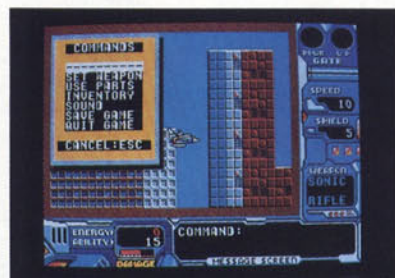 COMMANDS
SET WEAPON
USE PARTS
INVENTORY
SOUND
SAVE GAME
QUIT GAME
CANCEL:ESC
GATE
SPEED
10
SHIELD
5
WEAPON
SONIC
RIFLE
ENERGY)
0
ABILITY)
15
DAMAGE
COMMAND:
MESSAGE SCREEN